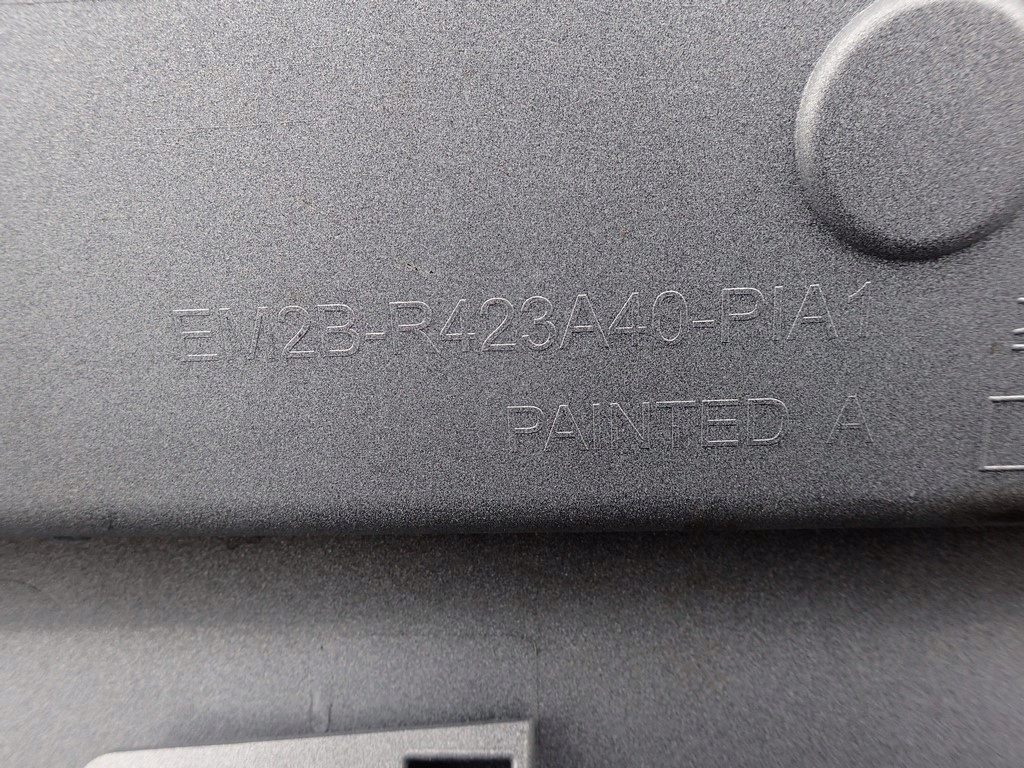 EM2B-R423A40-PIA1
PAINTED A